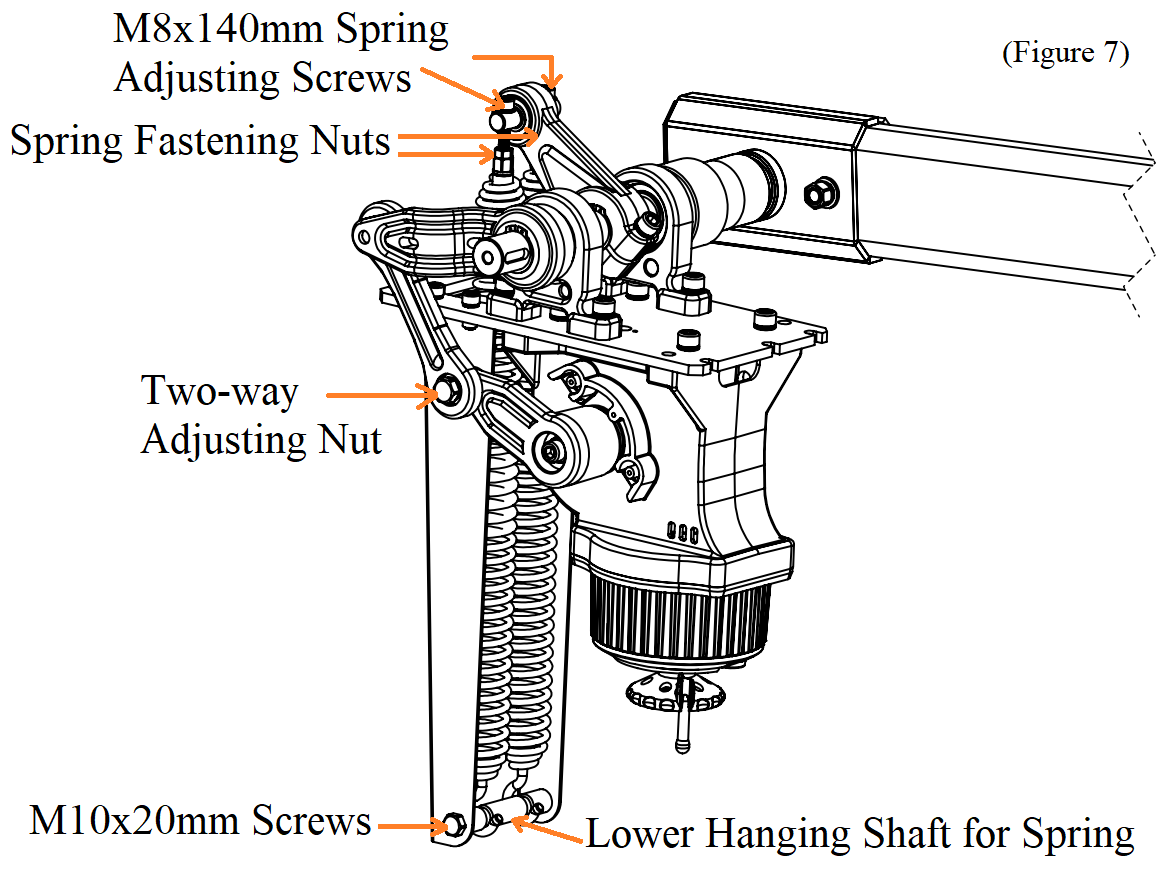 M8x140mm Spring
Adjusting Screws
(Figure 7)
Spring Fastening Nuts
Two-way
Adjusting Nut
M10x20mm Screws
Lower Hanging Shaft for Spring